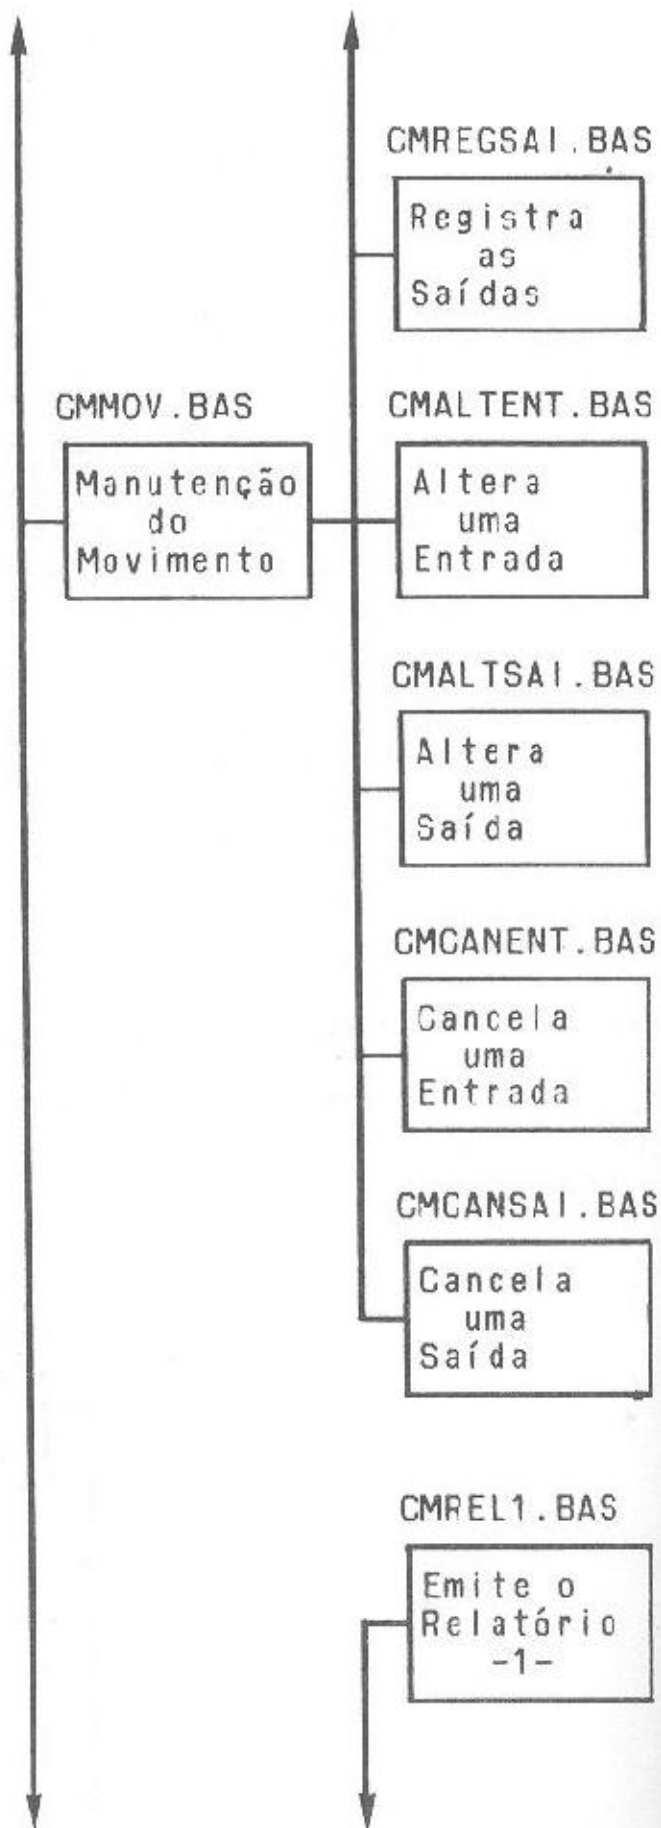 CMREGSAI.BAS
Registra
as
Saídas
CMMOV.BAS
Manutenção
do
Movimento
CMALTENT.BAS
Altera
uma
Entrada
CMALTSAI.BAS
Altera
uma
Saída
CMCANENT.BAS
Cancela
uma
Entrada
CMCANSAI.BAS
Cancela
uma
Saída
CMREL1.BAS
Emite o
Relatório
-1-